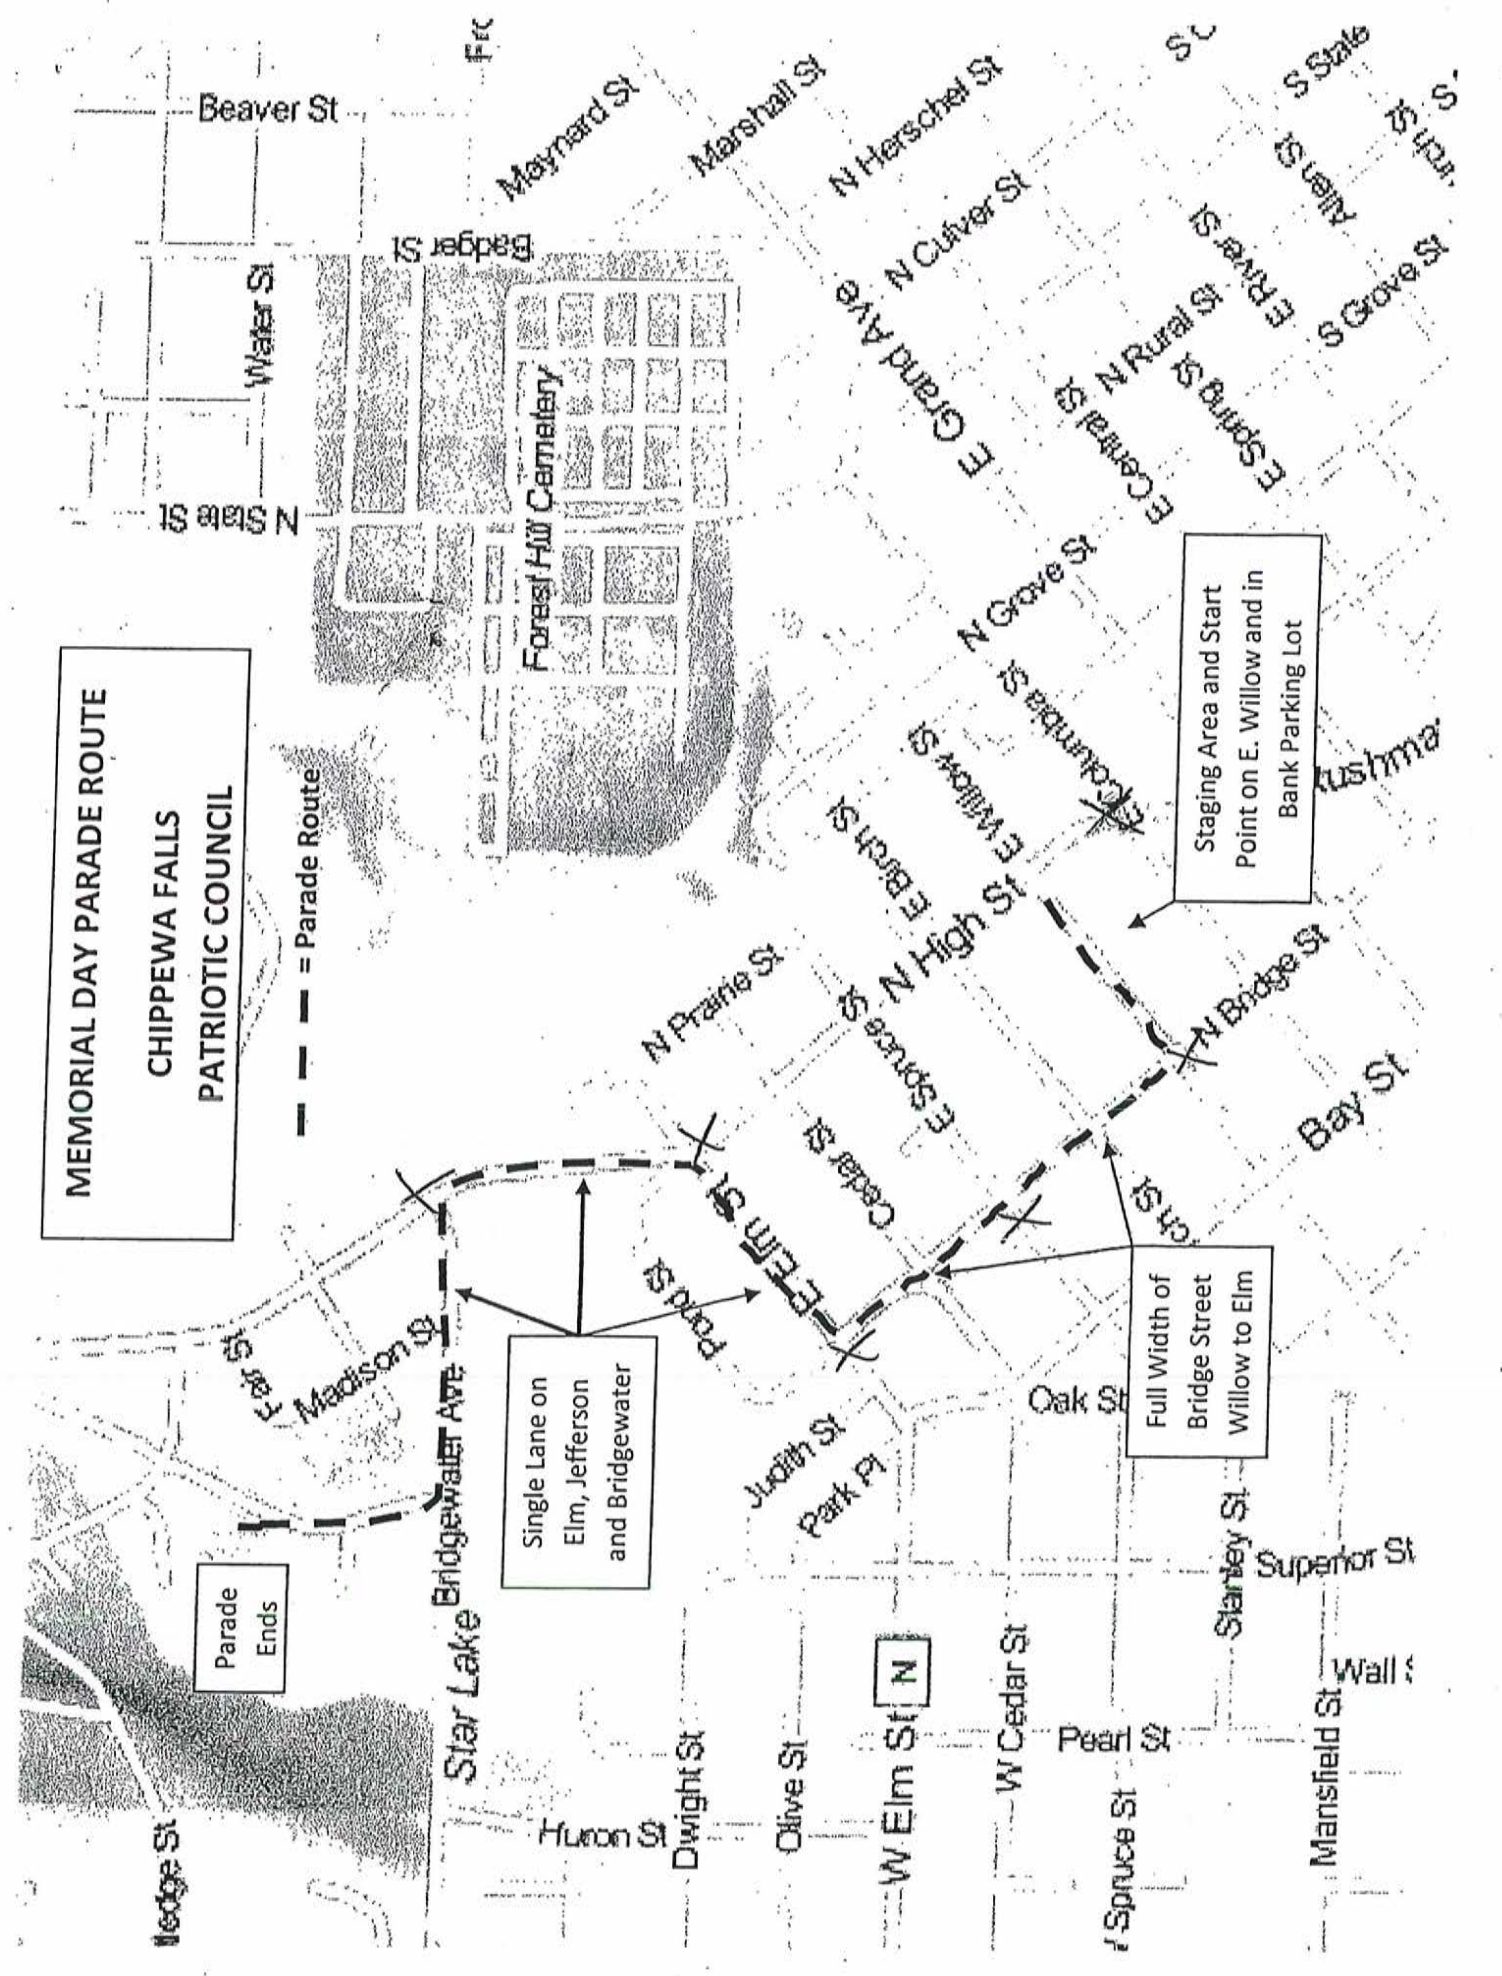 MEMORIAL DAY PARADE ROUTE
CHIPPEWA FALLS
PATRIOTIC COUNCIL
= Parade Route
Parade
Ends
Single Lane on
Elm, Jefferson
and Bridgewater
Full Width of
Bridge Street
Willow to Elm
Staging Area and Start
Point on E. Willow and in
Bank Parking Lot
Beaver St
Water St
Badger St
N State St
Forest Hill Cemetery
Maynard St
Marshall St
N Herschel St
N Culver St
E Grand Ave
N Rural St
E Central St
E Spring St
E River St
Allen St
S State
S Grove St
N Grove St
E Columbia St
E Willow St
E Birch St
N High St
N Prairie St
E Spruce St
Cedar St
E Elm St
Pond St
N Bridge St
Bay St
Fair St
Madison St
Bridgewater Ave
Star Lake
Judith St
Park Pl
Oak St
Superior St
Stanley St
Mansfield St
Wall
Pearl St
W Cedar St
W Elm St
N
Olive St
Dwight St
Huron St
Spruce St